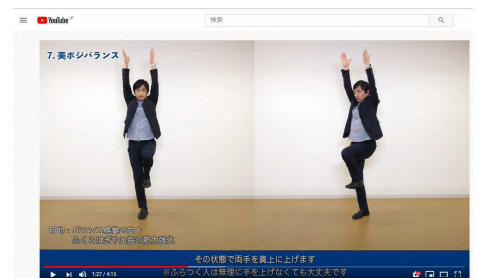 YouTube JP
検索
7. 美ポジバランス
目的：バランス感覚の向上
ふくらはぎや体幹の筋力強化
その状態で両手を真上に上げます
※ふらつく人は無理に手を上げなくても大丈夫です
1:27 / 4:15